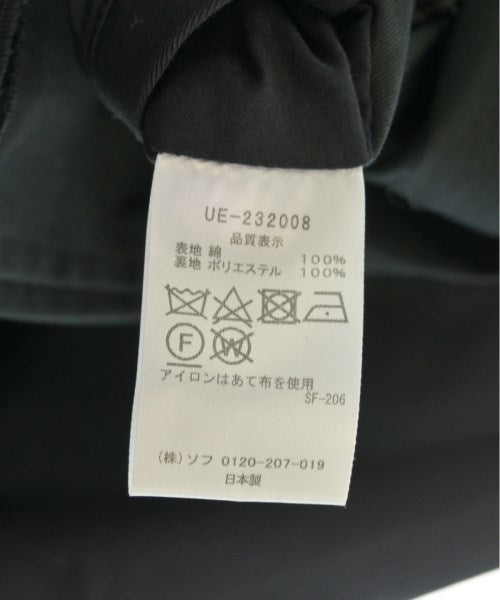 UE-232008
品質表示
表地 綿 100%
裏地 ポリエステル 100%
F W
アイロンはあて布を使用
SF-206
(株)ソフ 0120-207-019
日本製